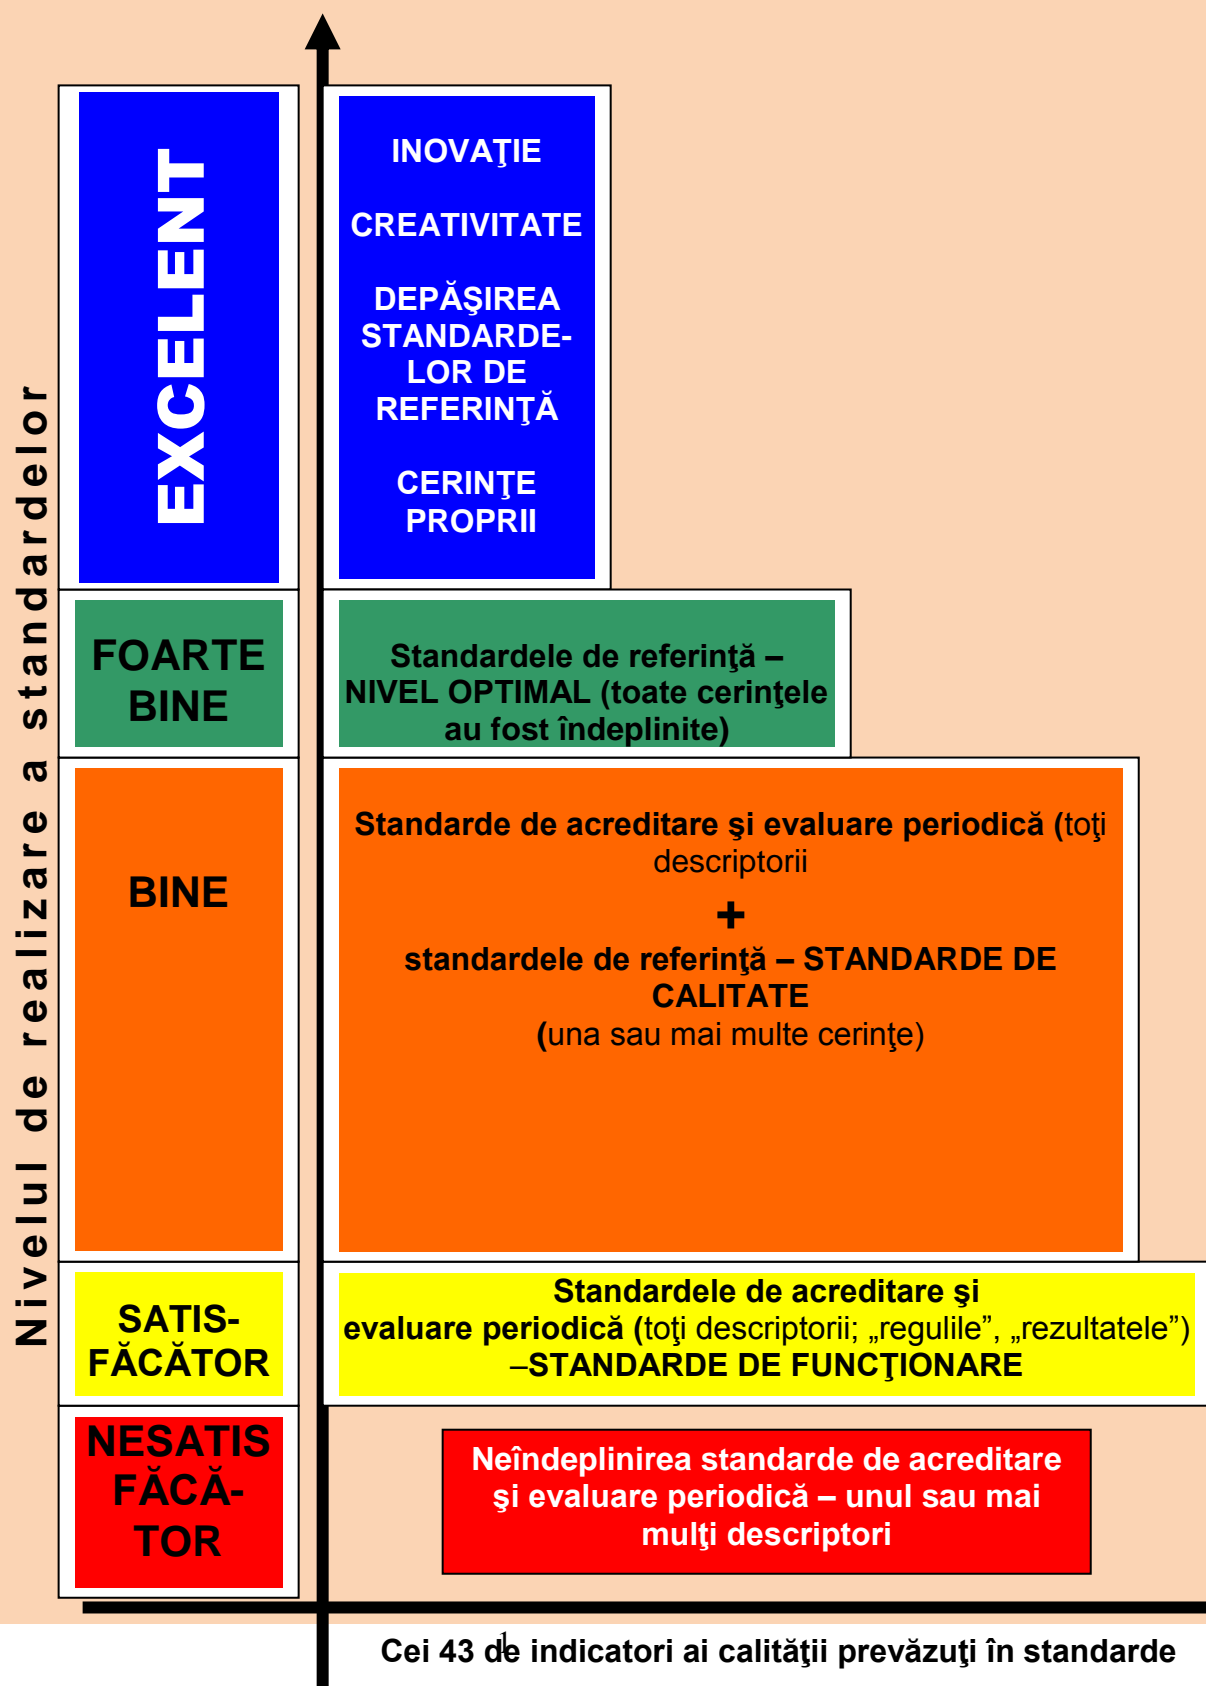 Nivelul de realizare a standardelor
EXCELENT
INOVAŢIE
CREATIVITATE
DEPĂŞIREA
STANDARDE-
LOR DE
REFERINŢĂ
CERINŢE
PROPRII
FOARTE
BINE
Standardele de referinţă –
NIVEL OPTIMAL (toate cerinţele
au fost îndeplinite)
BINE
Standarde de acreditare şi evaluare periodică (toţi
descriptorii
+
standardele de referinţă – STANDARDE DE
CALITATE
(una sau mai multe cerinţe)
SATIS-
FĂCĂTOR
Standardele de acreditare şi
evaluare periodică (toţi descriptorii; „regulile”, „rezultatele”)
–STANDARDE DE FUNCŢIONARE
NESATIS
FĂCĂ-
TOR
Neîndeplinirea standarde de acreditare
şi evaluare periodică – unul sau mai
mulţi descriptori
1
Cei 43 de indicatori ai calităţii prevăzuţi în standarde